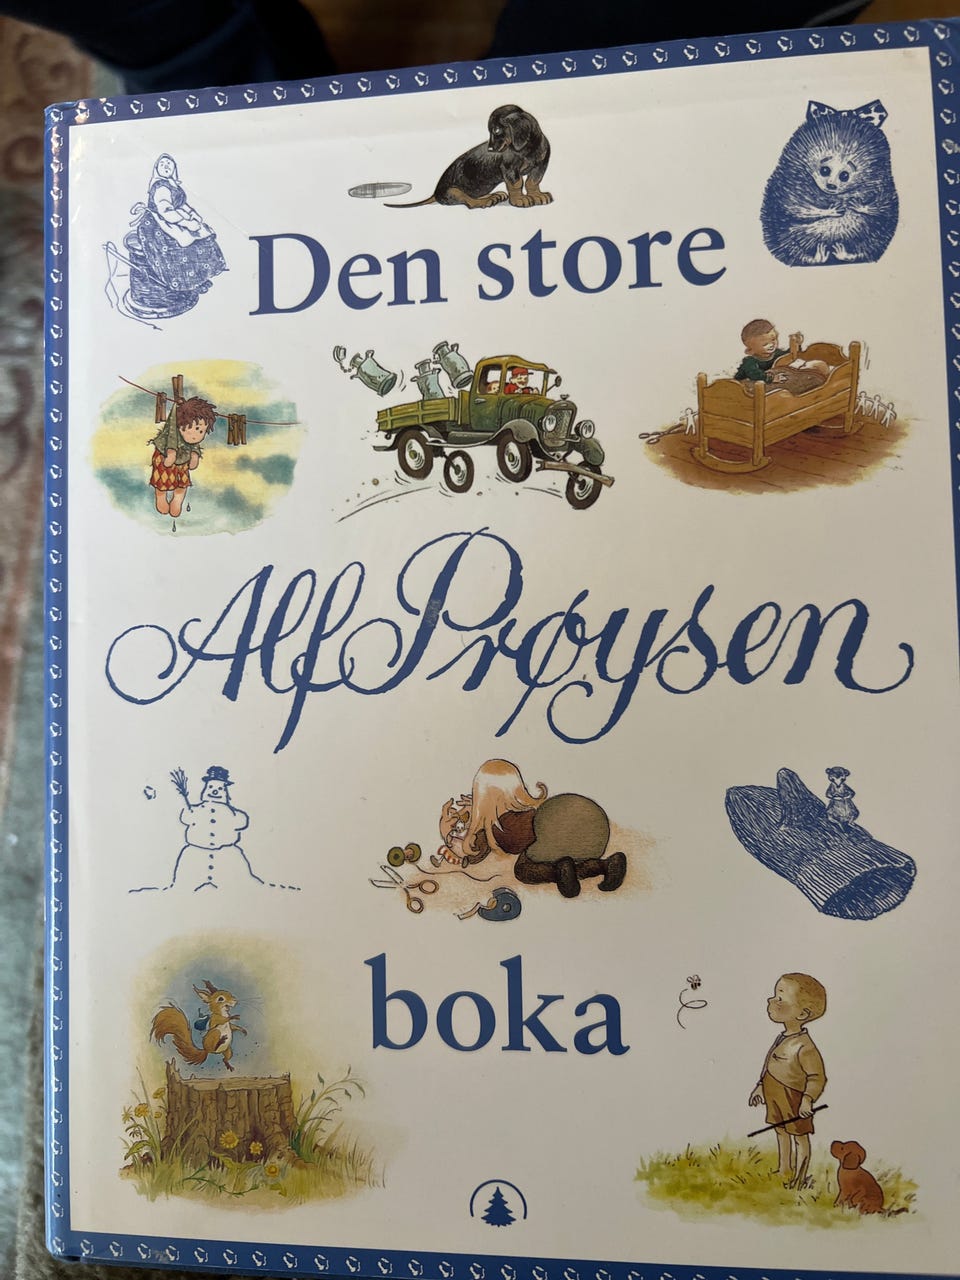 Den store
Alf Prøysen
boka